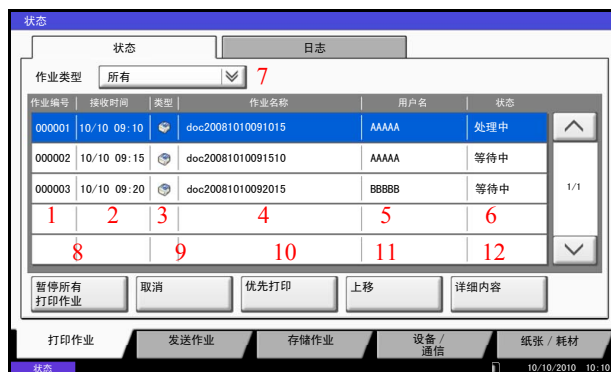 状态
状态 日志
作业类型 所有 7
作业编号 接收时间 类型 作业名称 用户名 状态
000001 10/10 09:10 doc20081010091015 AAAAA 处理中
000002 10/10 09:15 doc20081010091510 AAAAA 等待中
000003 10/10 09:20 doc20081010092015 BBBBB 等待中
1/1
1 2 3 4 5 6
8 9 10 11 12
暂停所有
打印作业
取消
优先打印
上移
详细内容
打印作业
发送作业
存储作业
设备 /
通信
纸张 / 耗材
状态
10/10/2010 10:10